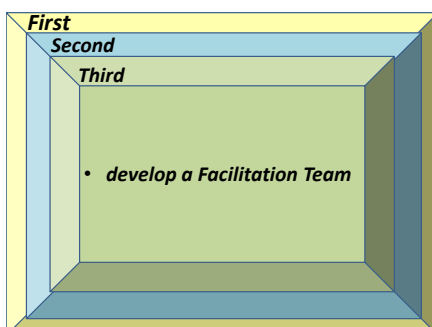 First
Second
Third
• develop a Facilitation Team